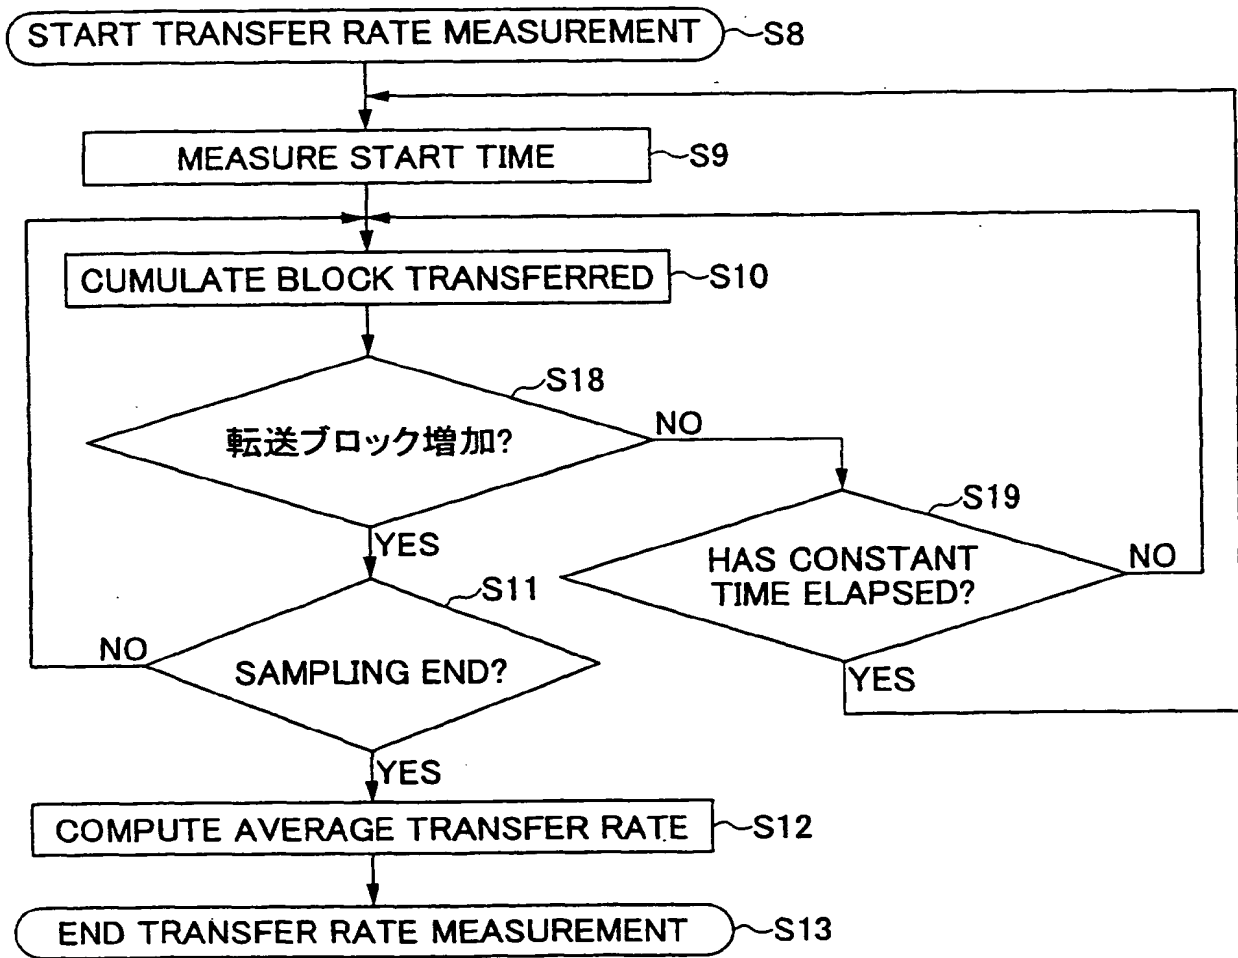 START TRANSFER RATE MEASUREMENT
S8
MEASURE START TIME
S9
CUMULATE BLOCK TRANSFERRED
S10
S18
転送ブロック増加?
NO
YES
S19
HAS CONSTANT
TIME ELAPSED?
NO
YES
S11
SAMPLING END?
NO
YES
COMPUTE AVERAGE TRANSFER RATE
S12
END TRANSFER RATE MEASUREMENT
S13